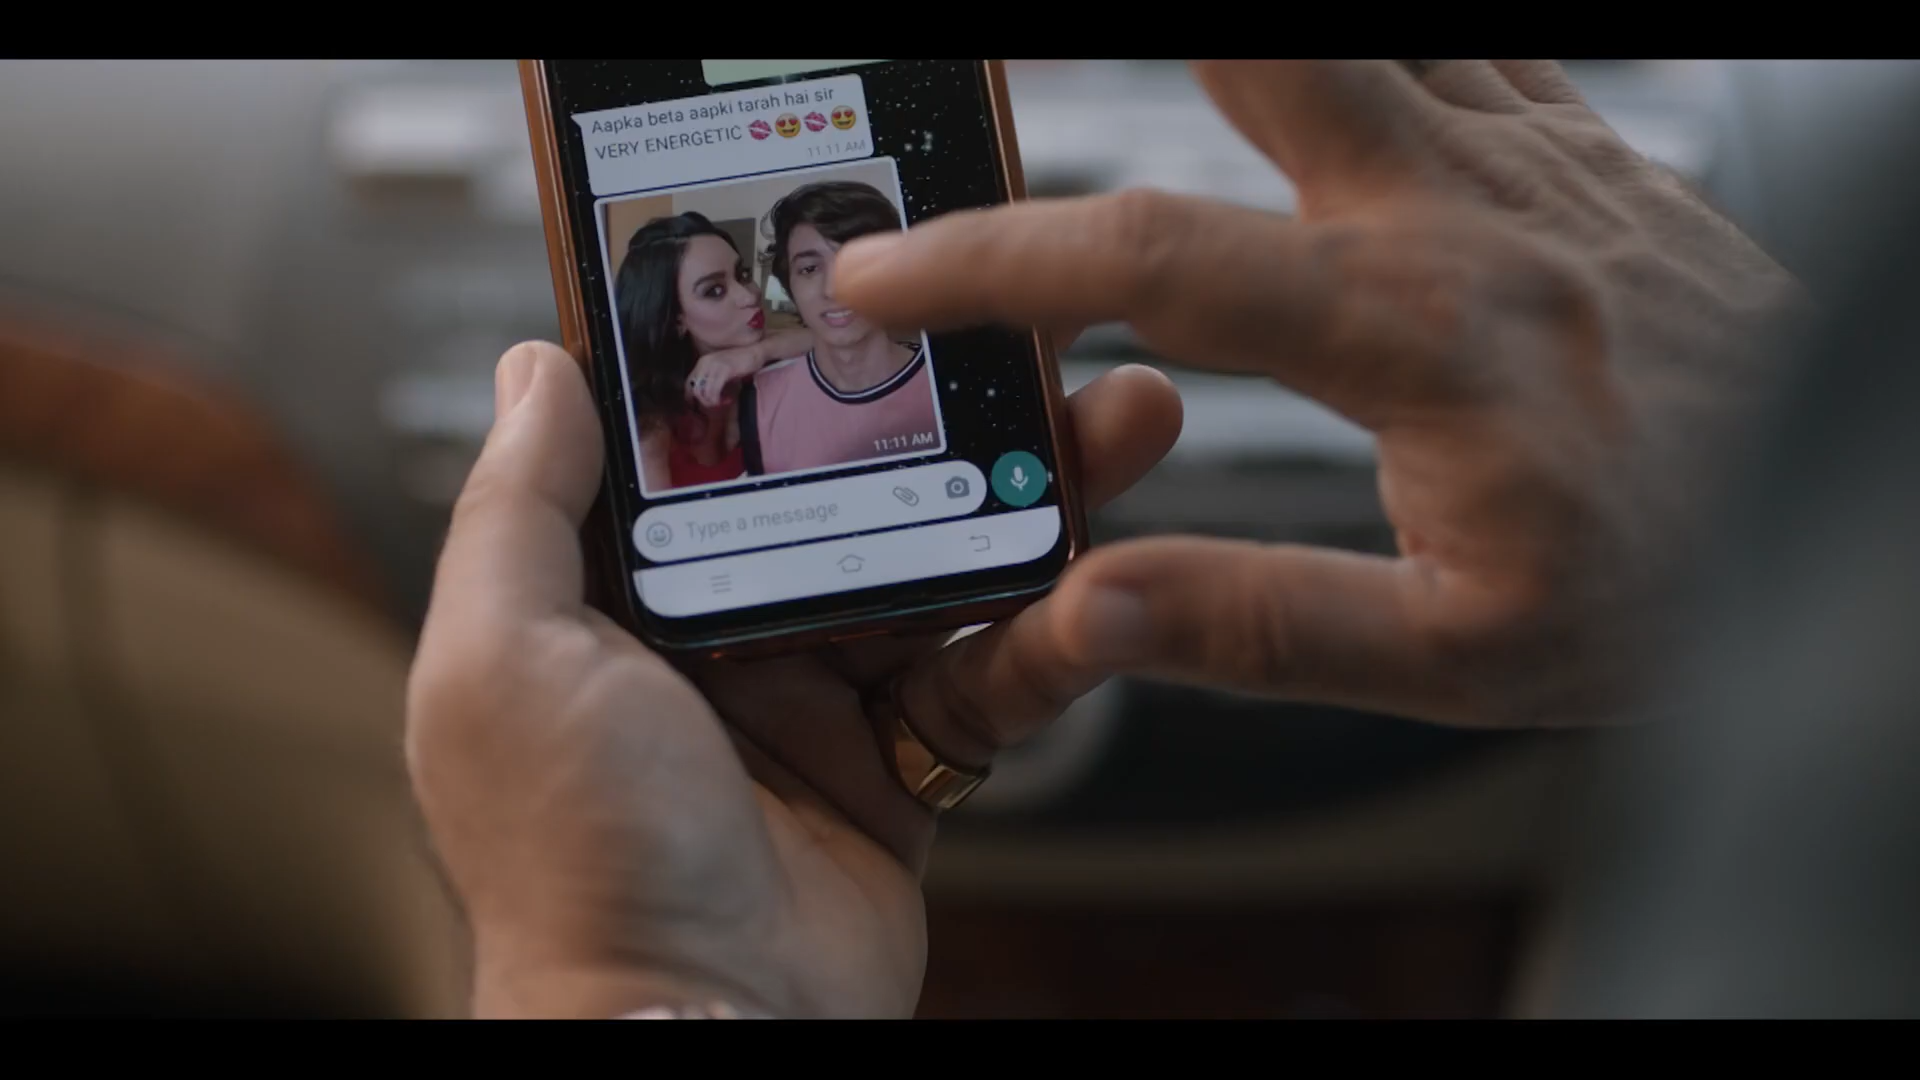 Aapka beta aapki tarah hai sir
VERY ENERGETIC 💋😍💋😍
11:11 AM
11:11 AM
Type a message